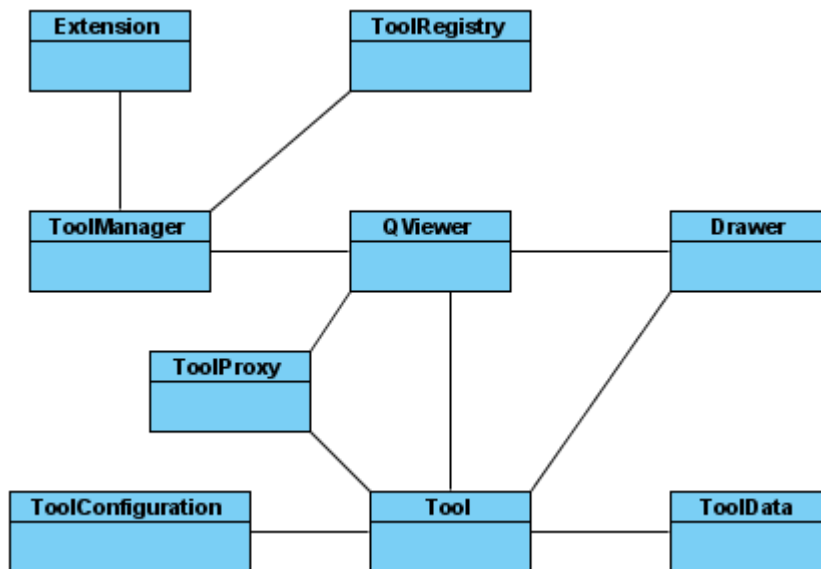 Extension
ToolRegistry
ToolManager
QViewer
Drawer
ToolProxy
ToolConfiguration
Tool
ToolData